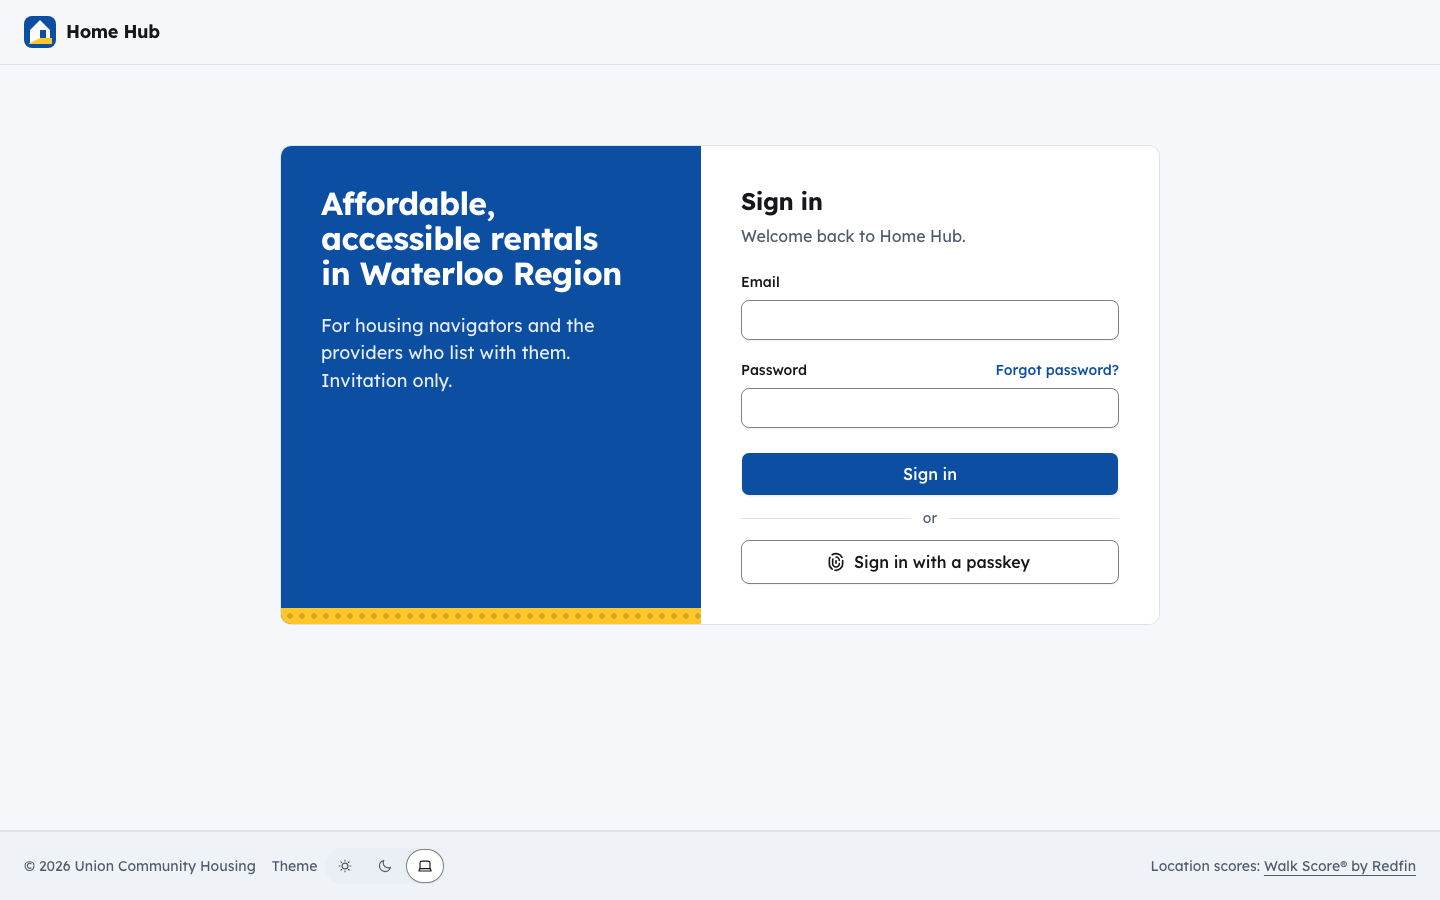 Home Hub
Affordable,
accessible rentals
in Waterloo Region
For housing navigators and the
providers who list with them.
Invitation only.
Sign in
Welcome back to Home Hub.
Email
Password
Forgot password?
Sign in
or
Sign in with a passkey
© 2026 Union Community Housing
Theme
Location scores: Walk Score® by Redfin